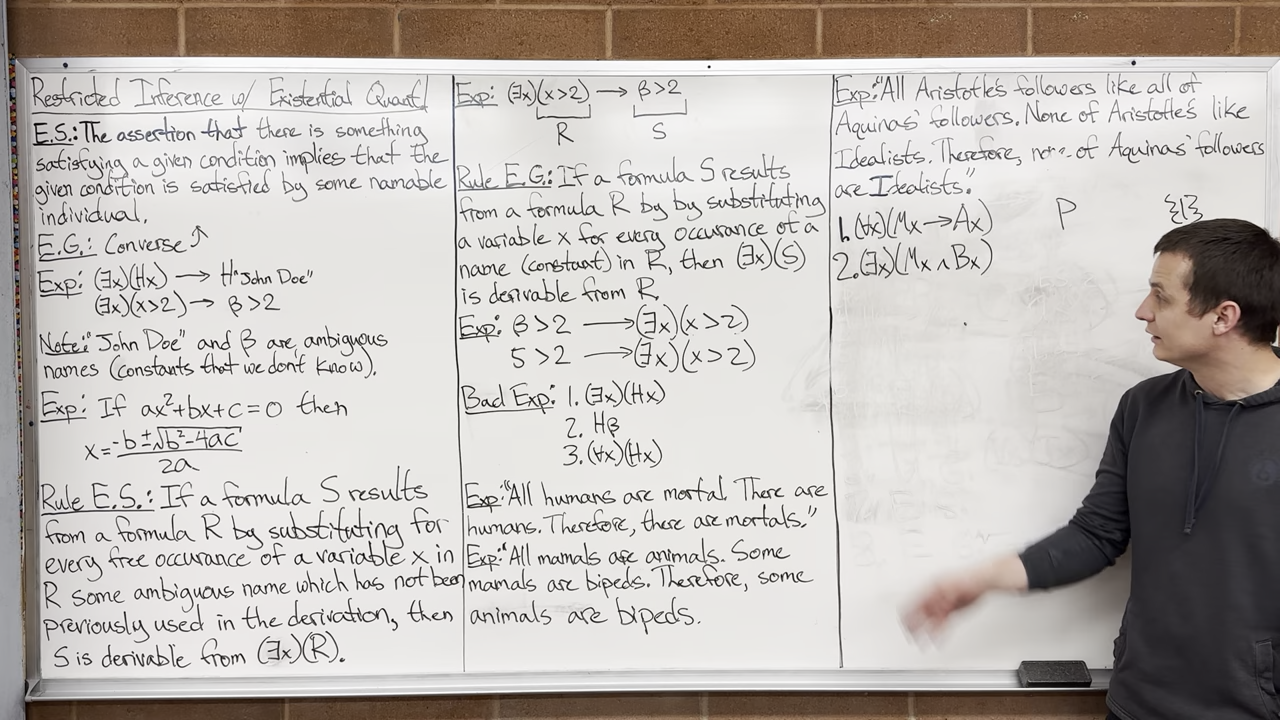 Restricted Inference w/ Existential Quant.
E.S.: The assertion that there is something
satisfying a given condition implies that the
given condition is satisfied by some namable
individual.
E.G.: Converse ↑
Exp: (∃x)(Hx) → H"John Doe"
(∃x)(x>2) → β>2
Note: "John Doe" and β are ambiguous
names (constants that we don't know).
Exp: If ax²+bx+c=0 then
x = -b±√b²-4ac
2a
Rule E.S.: If a formula S results
from a formula R by substituting for
every free occurance of a variable x in
R some ambiguous name which has not been
previously used in the derivation, then
S is derivable from (∃x)(R).
Exp: (∃x)(x>2) → β>2
R S
Rule E.G.: If a formula S results
from a formula R by by substituting
a variable x for every occurance of a
name (constant) in R, then (∃x)(S)
is derivable from R.
Exp: β>2 → (∃x)(x>2)
5>2 → (∃x)(x>2)
Bad Exp: 1. (∃x)(Hx)
2. Hβ
3. (∀x)(Hx)
Exp: "All humans are mortal. There are
humans. Therefore, there are mortals."
Exp: "All mamals are animals. Some
mamals are bipeds. Therefore, some
animals are bipeds.
Exp: "All Aristotle's followers like all of
Aquinas' followers. None of Aristotle's like
Idealists. Therefore, none of Aquinas' followers
are Idealists."
1. (∀x)(Mx→Ax) P {1}
2. (∃x)(Mx∧Bx)